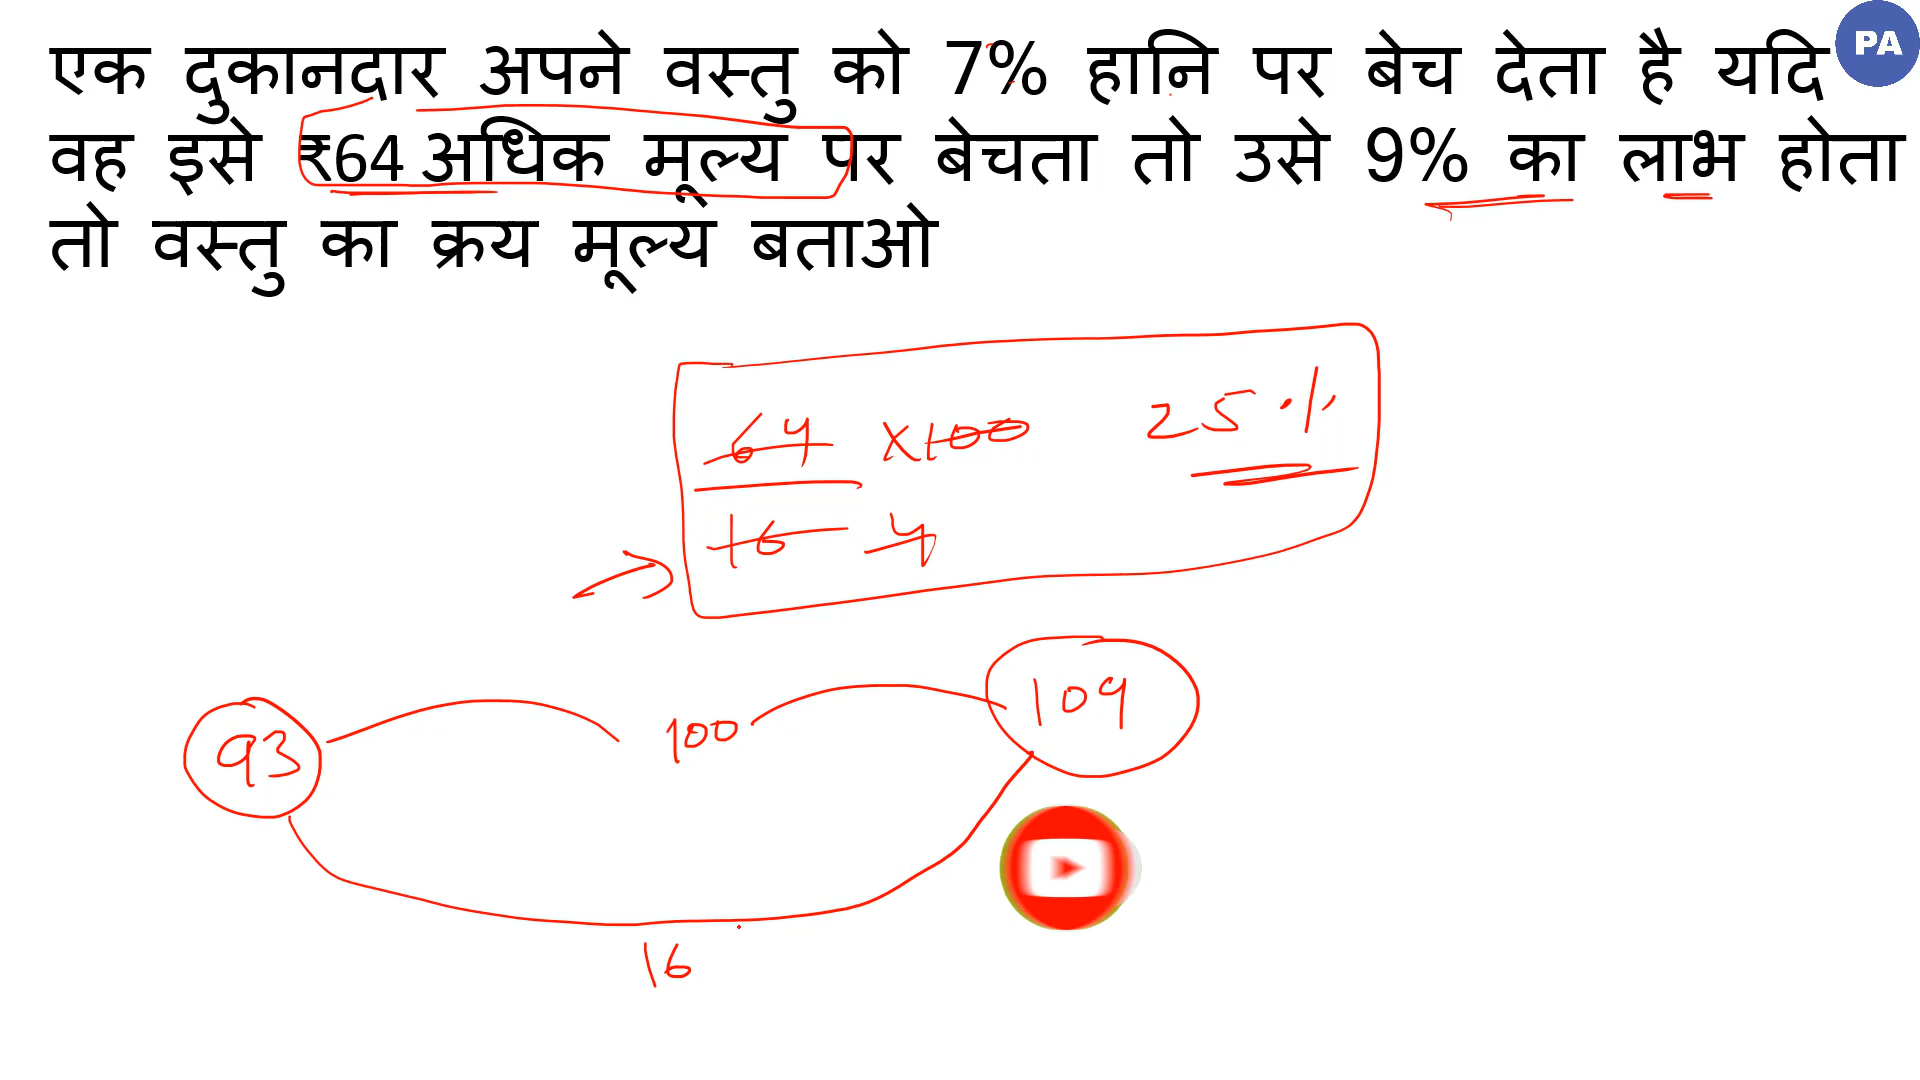 PA
एक दुकानदार अपने वस्तु को 7% हानि पर बेच देता है यदि
वह इसे ₹64 अधिक मूल्य पर बेचता तो उसे 9% का लाभ होता
तो वस्तु का क्रय मूल्य बताओ
64 ×100 25%
16 4
93 100 109
16